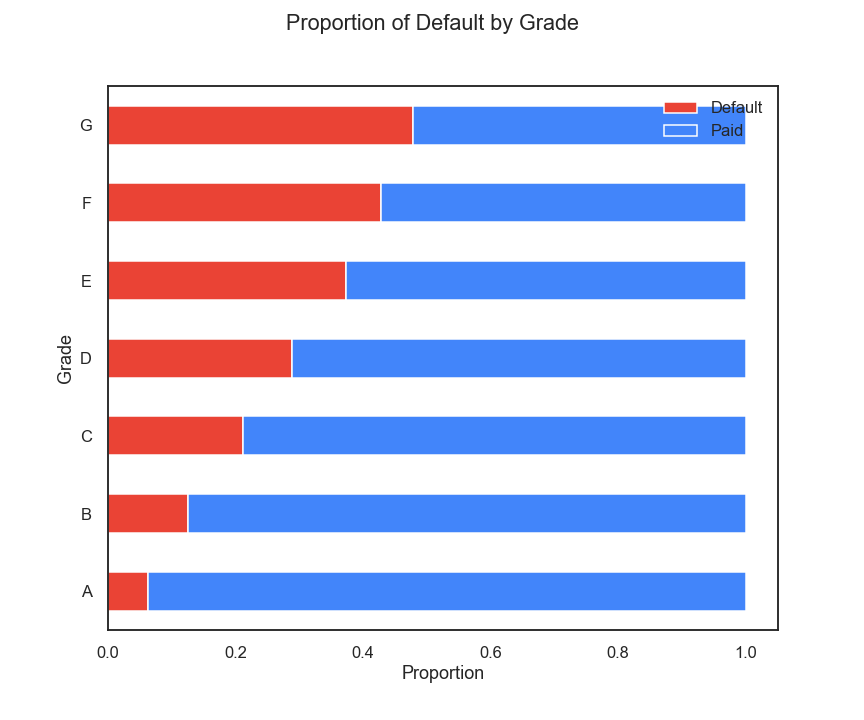 Proportion of Default by Grade
Default
Paid
G
F
E
D
C
B
A
Grade
0.0 0.2 0.4 0.6 0.8 1.0
Proportion